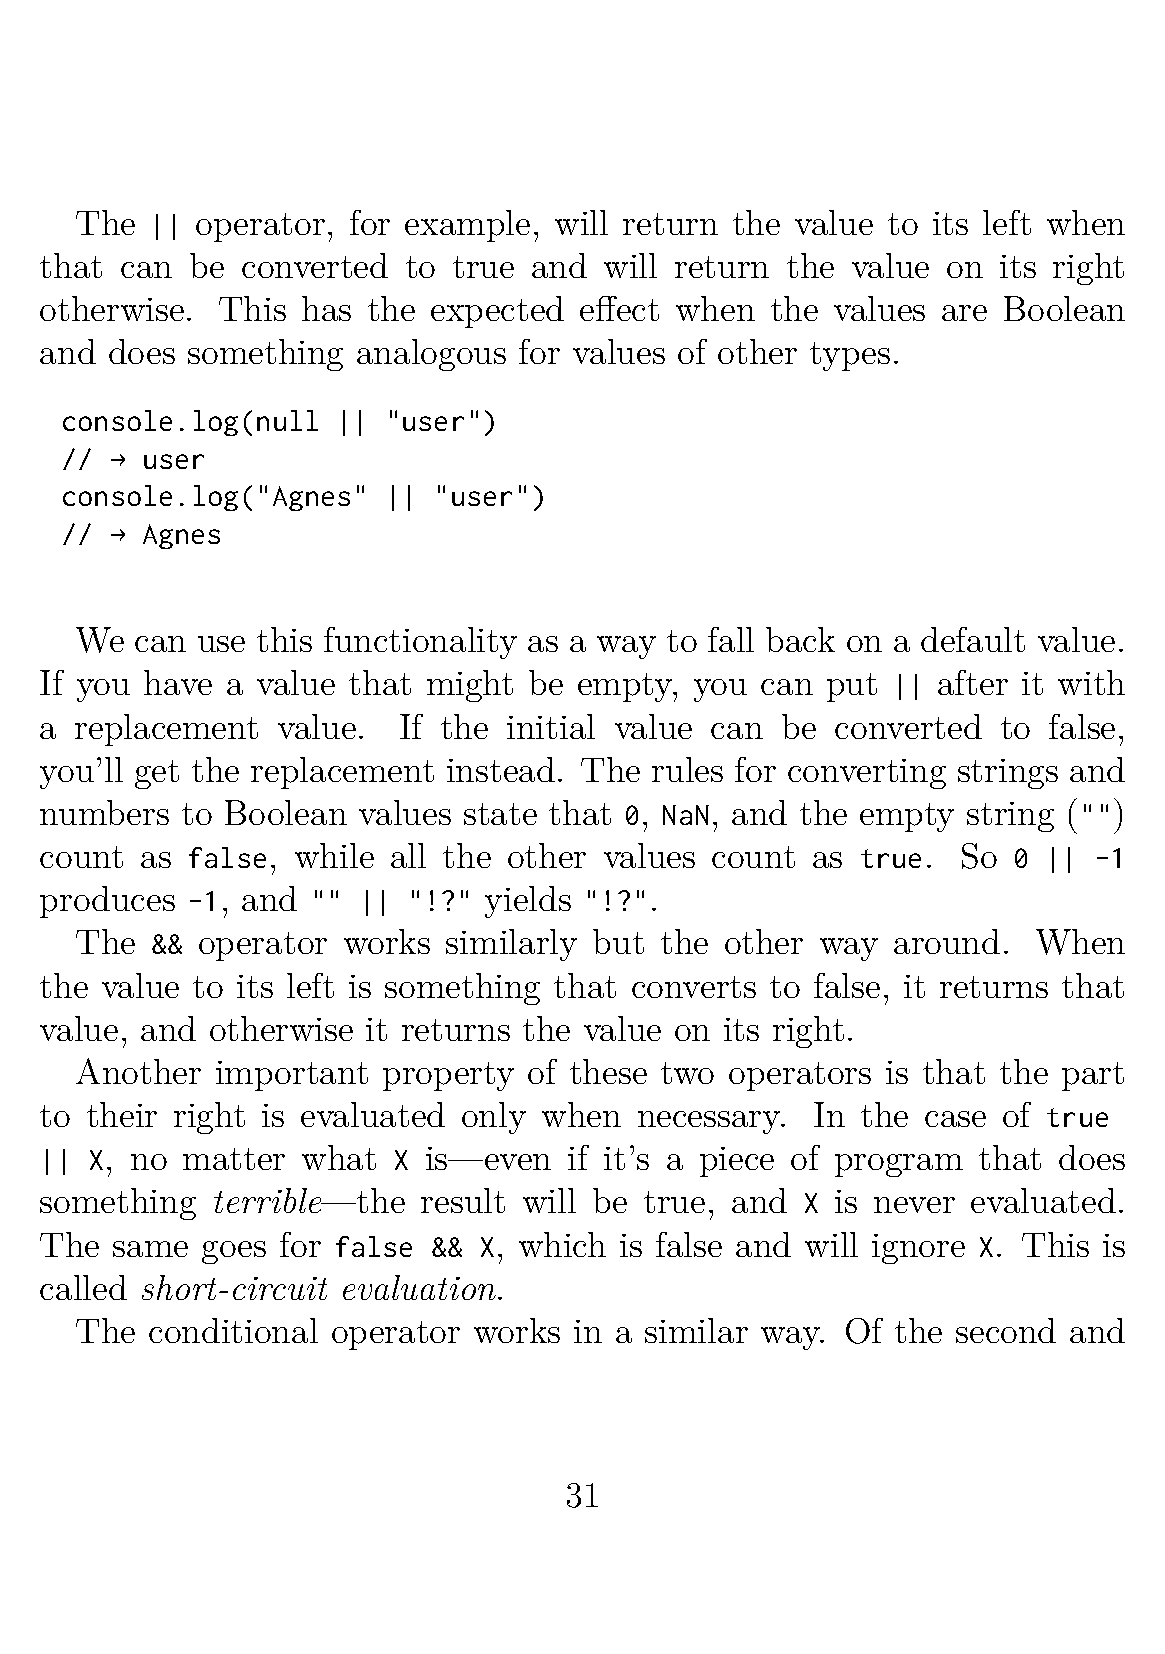 The || operator, for example, will return the value to its left when
that can be converted to true and will return the value on its right
otherwise. This has the expected effect when the values are Boolean
and does something analogous for values of other types.
console.log(null || "user")
// → user
console.log("Agnes" || "user")
// → Agnes
We can use this functionality as a way to fall back on a default value.
If you have a value that might be empty, you can put || after it with
a replacement value. If the initial value can be converted to false,
you'll get the replacement instead. The rules for converting strings and
numbers to Boolean values state that 0, NaN, and the empty string ("")
count as false, while all the other values count as true. So 0 || -1
produces -1, and "" || "!?" yields "!?".
The && operator works similarly but the other way around. When
the value to its left is something that converts to false, it returns that
value, and otherwise it returns the value on its right.
Another important property of these two operators is that the part
to their right is evaluated only when necessary. In the case of true
|| X, no matter what X is—even if it's a piece of program that does
something terrible—the result will be true, and X is never evaluated.
The same goes for false && X, which is false and will ignore X. This is
called short-circuit evaluation.
The conditional operator works in a similar way. Of the second and
31